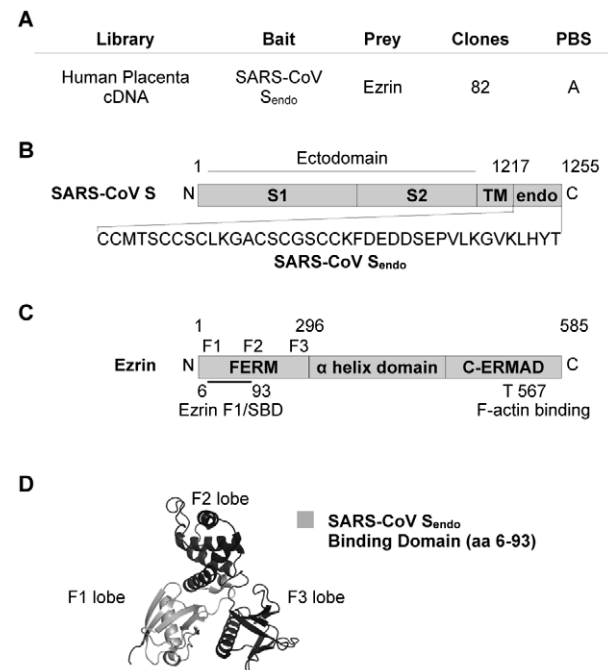 A
Library Bait Prey Clones PBS
Human Placenta cDNA SARS-CoV Sendo Ezrin 82 A
B
1 Ectodomain 1217 1255
SARS-CoV S N S1 S2 TM endo C
CCMTSCCSCLKGACSCGSCCKFDEDDSEPVLKGVKLHYT
SARS-CoV Sendo
C
1 296 585
F1 F2 F3
Ezrin N FERM α helix domain C-ERMAD C
6 93 T 567
Ezrin F1/SBD F-actin binding
D
F2 lobe
SARS-CoV Sendo
Binding Domain (aa 6-93)
F1 lobe F3 lobe